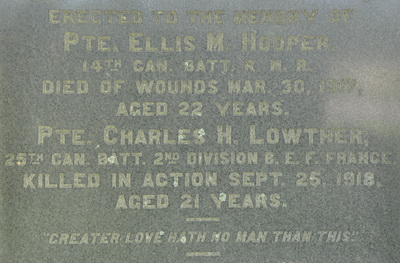 ERECTED TO THE MEMORY OF
PTE. ELLIS M. HOOPER
14TH CAN. BATT. R. M. R.
DIED OF WOUNDS MAR. 30, 1917,
AGED 22 YEARS.
PTE. CHARLES H. LOWTHER,
25TH CAN. BATT. 2ND DIVISION B. E. F. FRANCE.
KILLED IN ACTION SEPT. 25, 1918,
AGED 21 YEARS.
"GREATER LOVE HATH NO MAN THAN THIS."